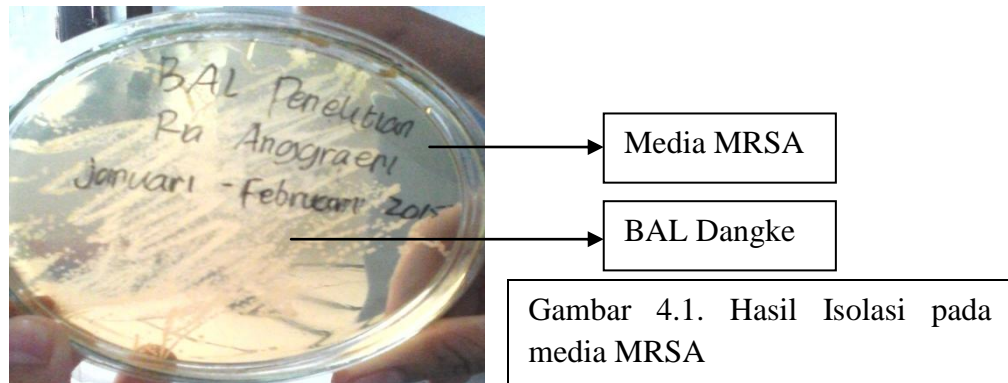 BAL Penelitian
Ria Anggraeni
Januari - Februari 2015
Media MRSA
BAL Dangke
Gambar 4.1. Hasil Isolasi pada
media MRSA